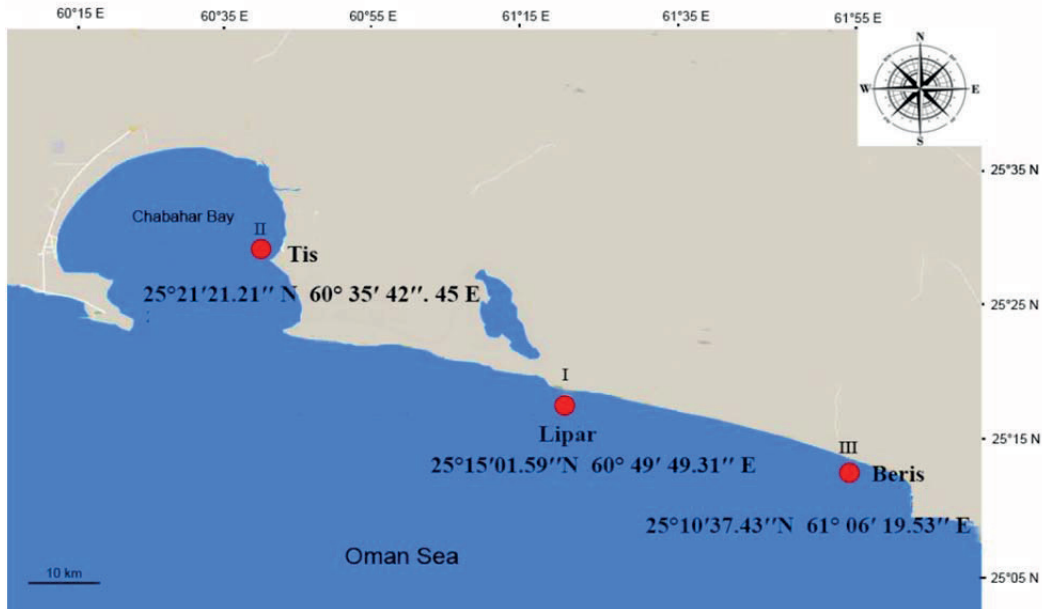 60°15 E 60°35 E 60°55 E 61°15 E 61°35 E 61°55 E
N
W E
S
25°35 N
Chabahar Bay
II
Tis
25°21′21.21″ N 60° 35′ 42″. 45 E
25°25 N
I
Lipar
25°15′01.59″N 60° 49′ 49.31″ E
25°15 N
III
Beris
25°10′37.43″N 61° 06′ 19.53″ E
Oman Sea
10 km
25°05 N